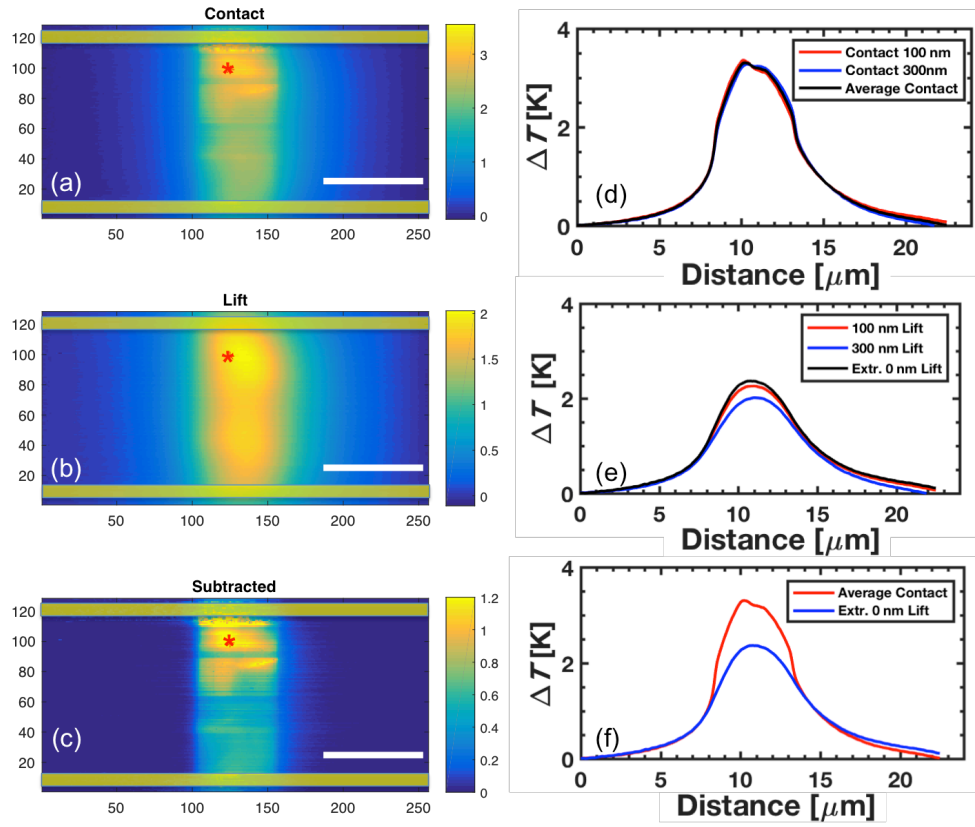 Contact
120
100
80
60
40
20
50
100
150
200
250
3
2
1
0
*
(a)
Lift
120
100
80
60
40
20
50
100
150
200
250
2
1.5
1
0.5
0
*
(b)
Subtracted
120
100
80
60
40
20
50
100
150
200
250
1.2
1
0.8
0.6
0.4
0.2
0
*
(c)
4
2
0
ΔT [K]
Contact 100 nm
Contact 300nm
Average Contact
(d)
0 5 10 15 20
Distance [μm]
4
2
0
ΔT [K]
100 nm Lift
300 nm Lift
Extr. 0 nm Lift
(e)
0 5 10 15 20
Distance [μm]
4
2
0
ΔT [K]
Average Contact
Extr. 0 nm Lift
(f)
0 5 10 15 20
Distance [μm]